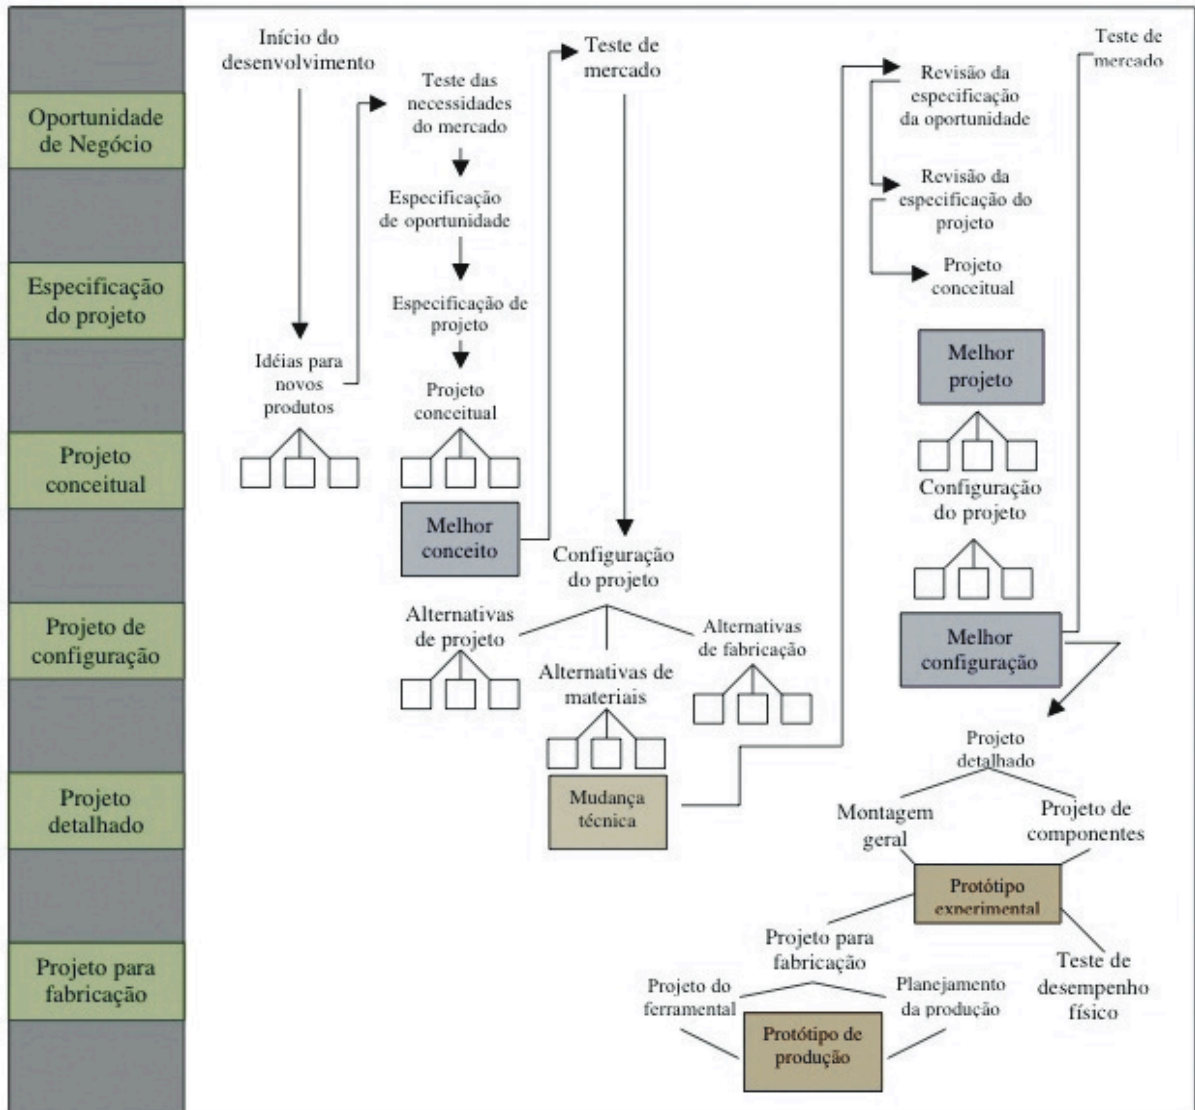 Oportunidade
de Negócio
Especificação
do projeto
Projeto
conceitual
Projeto de
configuração
Projeto
detalhado
Projeto para
fabricação
Início do
desenvolvimento
Idéias para
novos
produtos
Teste das
necessidades
do mercado
Especificação
de oportunidade
Especificação de
projeto
Projeto
conceitual
Melhor
conceito
Teste de
mercado
Configuração
do projeto
Alternativas
de projeto
Alternativas de
materiais
Alternativas
de fabricação
Mudança
técnica
Revisão da
especificação
da oportunidade
Revisão da
especificação do
projeto
Projeto
conceitual
Melhor
projeto
Configuração
do projeto
Melhor
configuração
Teste de
mercado
Projeto
detalhado
Montagem
geral
Projeto de
componentes
Protótipo
experimental
Projeto para
fabricação
Teste de
desempenho
físico
Projeto do
ferramental
Planejamento
da produção
Protótipo de
produção